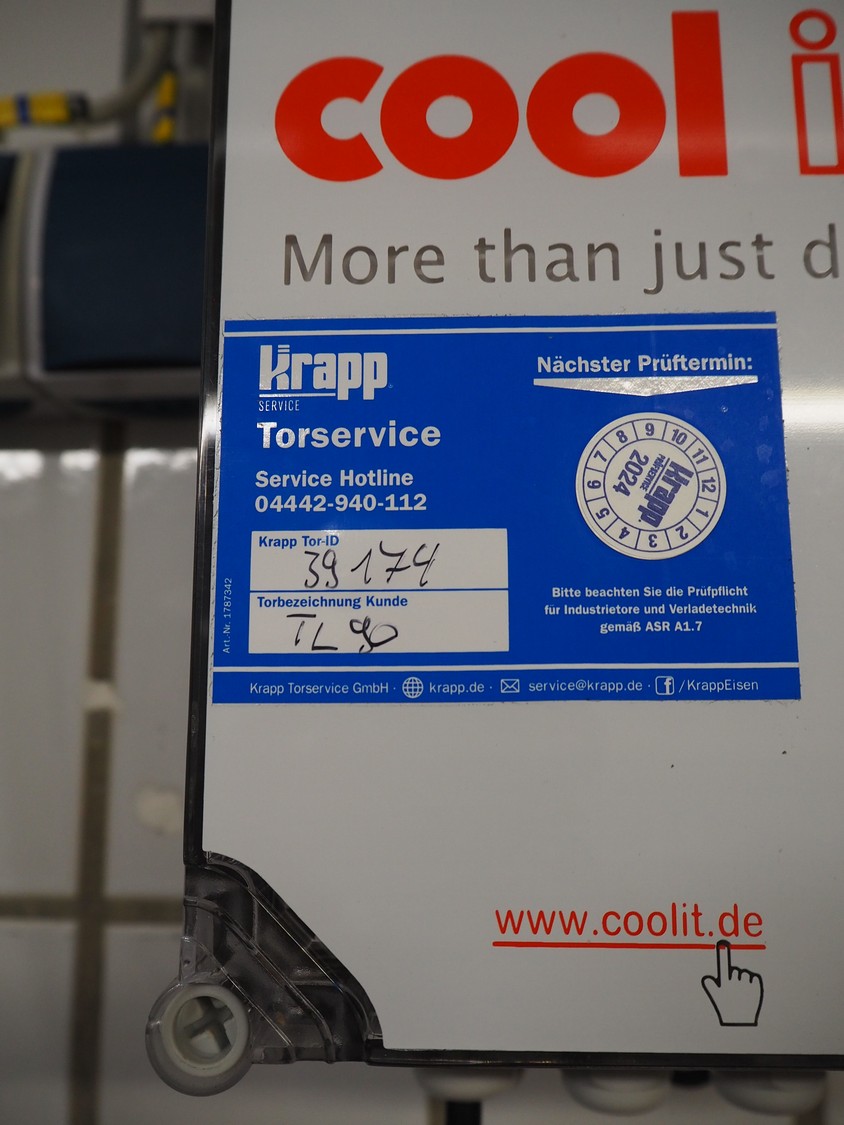 cool i
More than just d
Krapp
SERVICE
Torservice
Service Hotline
04442-940-112
Krapp Tor-ID
39174
Torbezeichnung Kunde
TL 90
Art.-Nr. 1787342
Nächster Prüftermin:
1 2 3 4 5 6 7 8 9 10 11 12
Krapp
PRÜFSERVICE
2024
Bitte beachten Sie die Prüfpflicht
für Industrietore und Verladetechnik
gemäß ASR A1.7
Krapp Torservice GmbH · krapp.de · service@krapp.de · /KrappEisen
www.coolit.de